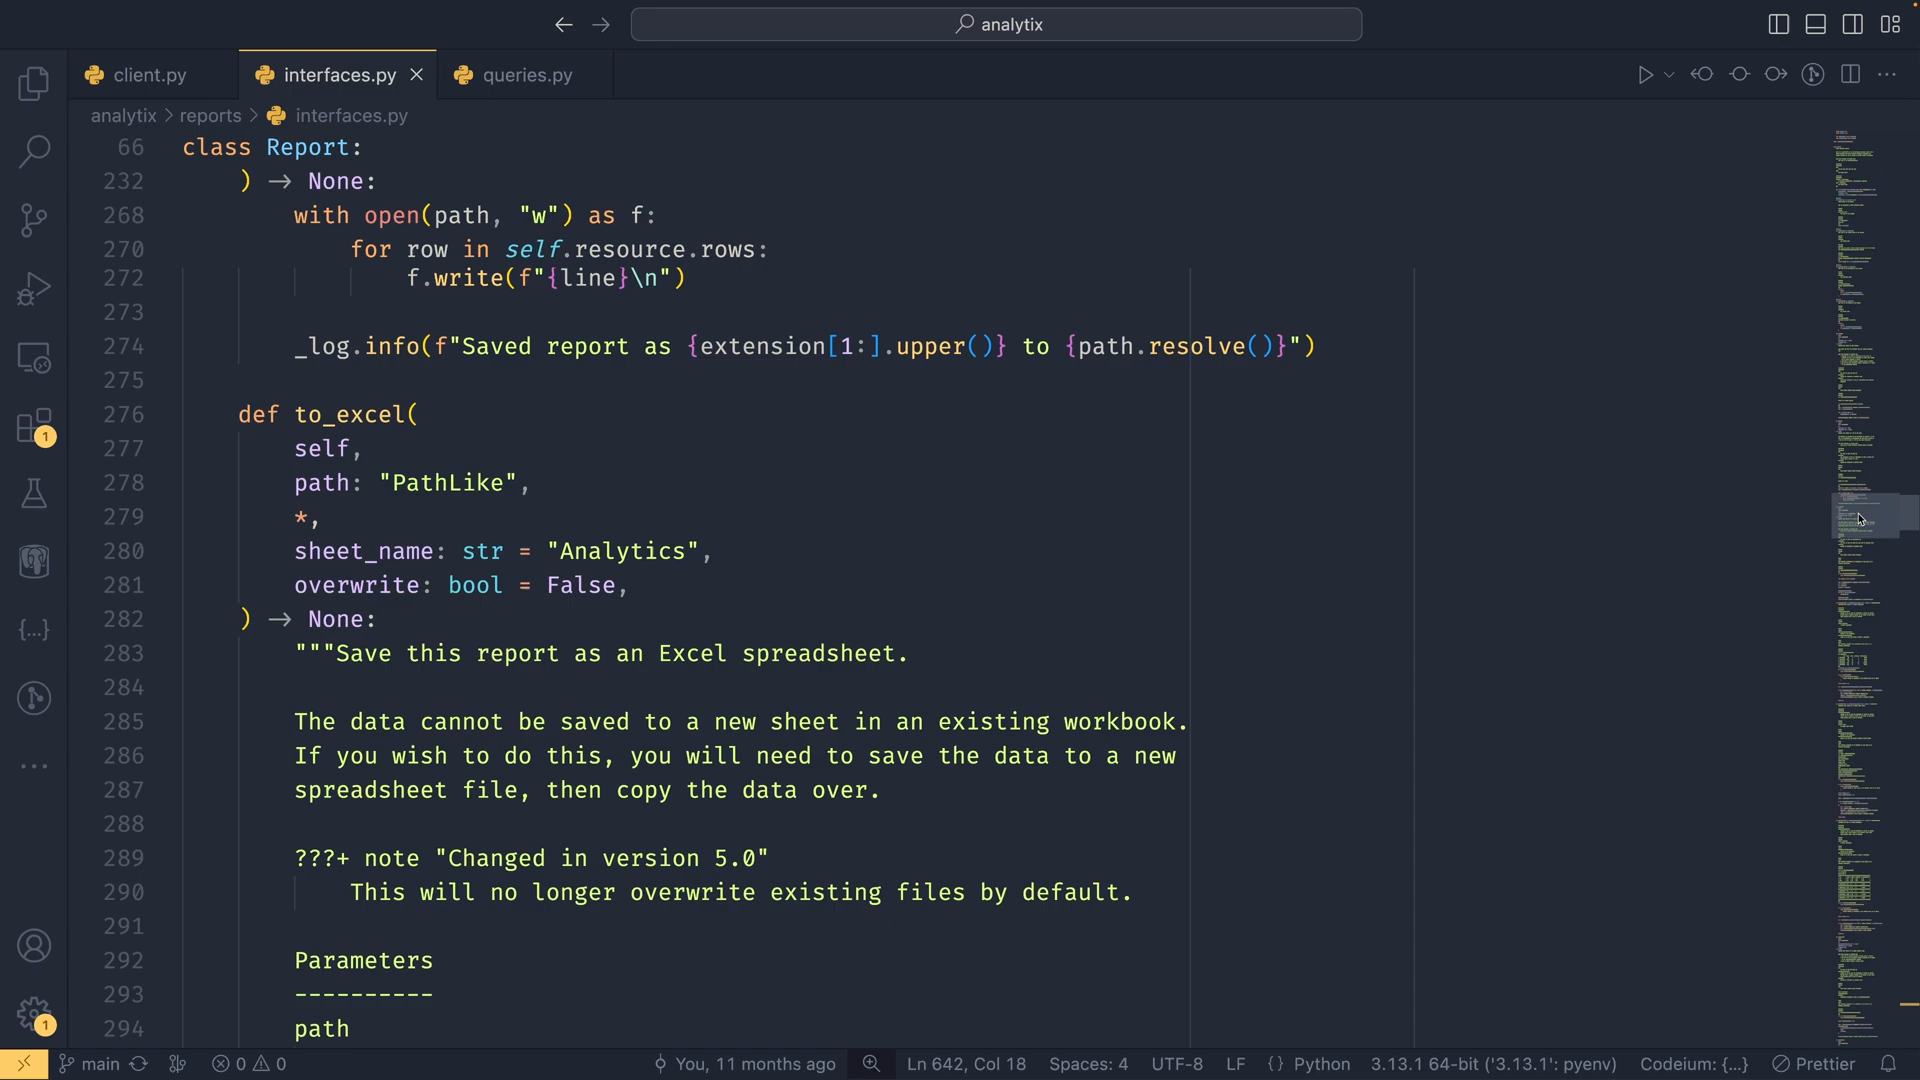 analytix
client.py
interfaces.py
queries.py
analytix > reports > interfaces.py
66 class Report:
232 ) -> None:
268 with open(path, "w") as f:
270 for row in self.resource.rows:
272 f.write(f"{line}\n")
273
274 _log.info(f"Saved report as {extension[1:].upper()} to {path.resolve()}")
275
276 def to_excel(
277 self,
278 path: "PathLike",
279 *,
280 sheet_name: str = "Analytics",
281 overwrite: bool = False,
282 ) -> None:
283 """Save this report as an Excel spreadsheet.
284
285 The data cannot be saved to a new sheet in an existing workbook.
286 If you wish to do this, you will need to save the data to a new
287 spreadsheet file, then copy the data over.
288
289 ???+ note "Changed in version 5.0"
290 This will no longer overwrite existing files by default.
291
292 Parameters
293 ----------
294 path
1
1
main 0 0 You, 11 months ago Ln 642, Col 18 Spaces: 4 UTF-8 LF {} Python 3.13.1 64-bit ('3.13.1': pyenv) Codeium: {...} Prettier